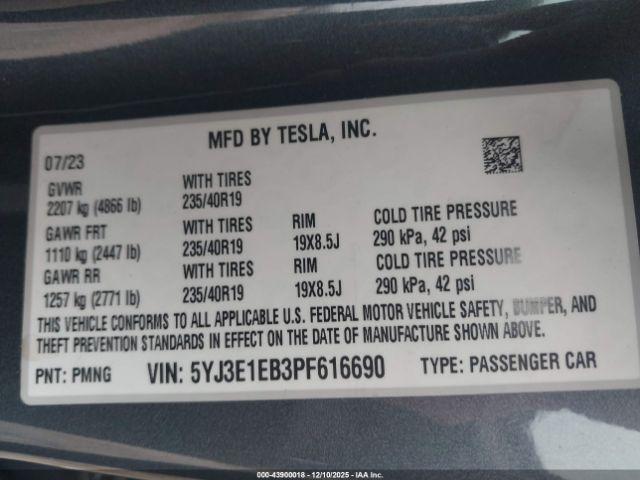 MFD BY TESLA, INC.
07/23
GVWR WITH TIRES
2207 kg (4866 lb) 235/40R19
GAWR FRT WITH TIRES RIM COLD TIRE PRESSURE
1110 kg (2447 lb) 235/40R19 19X8.5J 290 kPa, 42 psi
GAWR RR WITH TIRES RIM COLD TIRE PRESSURE
1257 kg (2771 lb) 235/40R19 19X8.5J 290 kPa, 42 psi
THIS VEHICLE CONFORMS TO ALL APPLICABLE U.S. FEDERAL MOTOR VEHICLE SAFETY, BUMPER, AND
THEFT PREVENTION STANDARDS IN EFFECT ON THE DATE OF MANUFACTURE SHOWN ABOVE.
PNT: PMNG VIN: 5YJ3E1EB3PF616690 TYPE: PASSENGER CAR
000-43900018 - 12/10/2025 - IAA Inc.